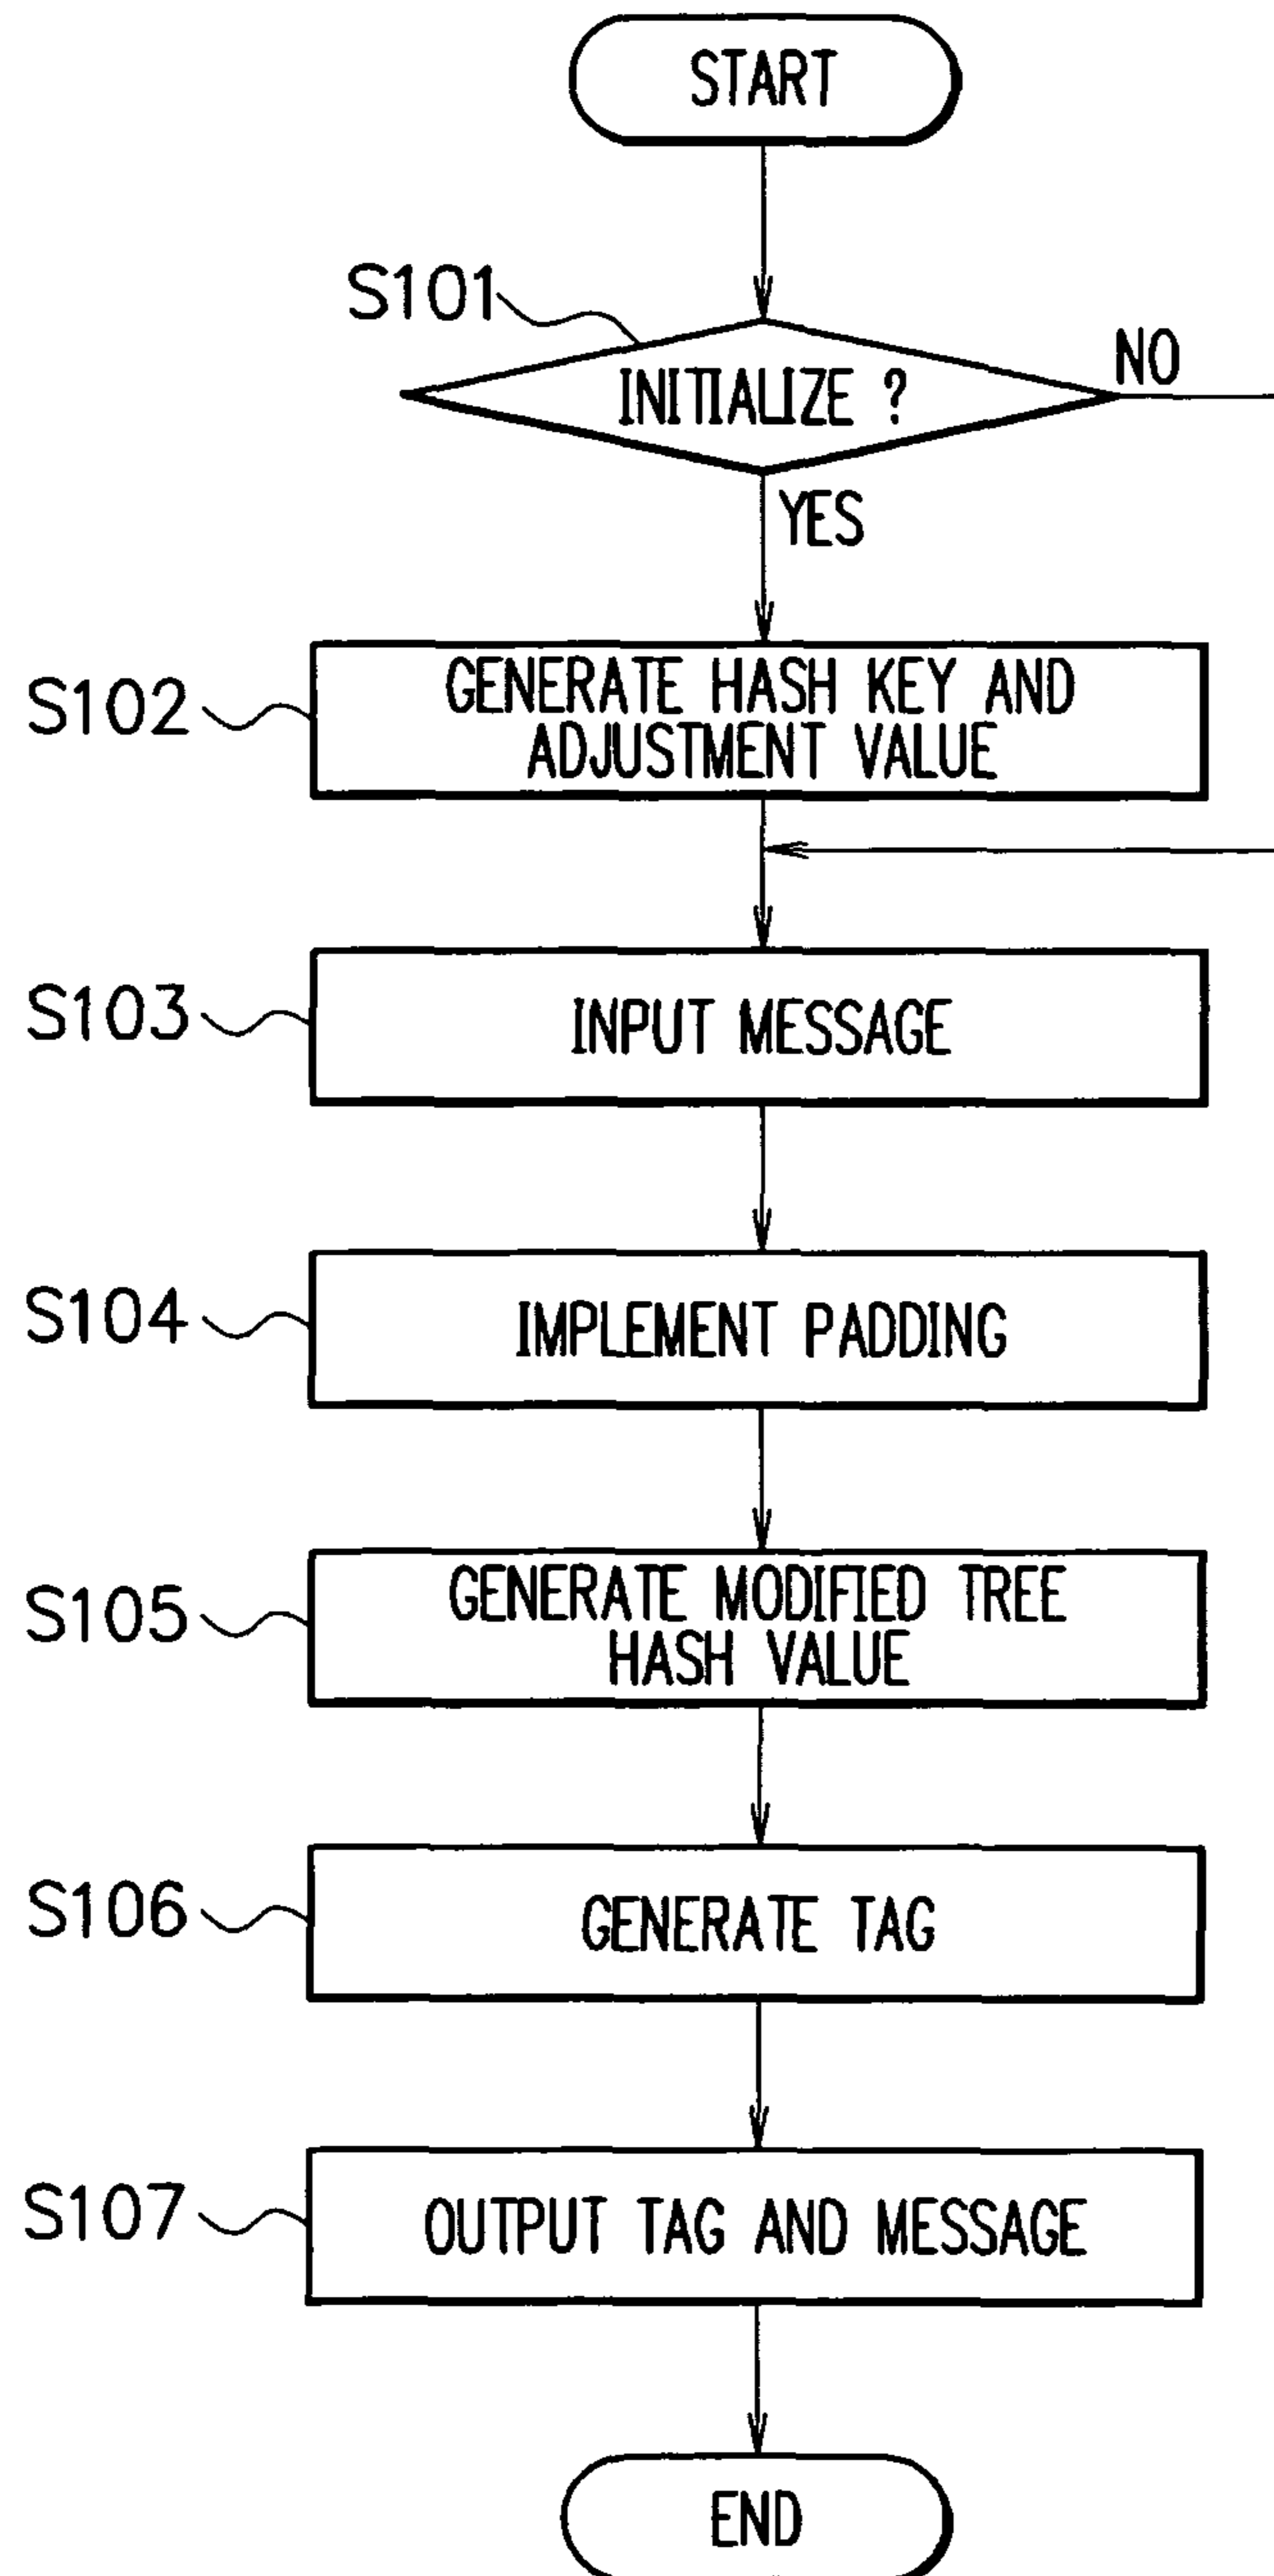 START
S101
INITIALIZE ?
NO
YES
S102
GENERATE HASH KEY AND
ADJUSTMENT VALUE
S103
INPUT MESSAGE
S104
IMPLEMENT PADDING
S105
GENERATE MODIFIED TREE
HASH VALUE
S106
GENERATE TAG
S107
OUTPUT TAG AND MESSAGE
END